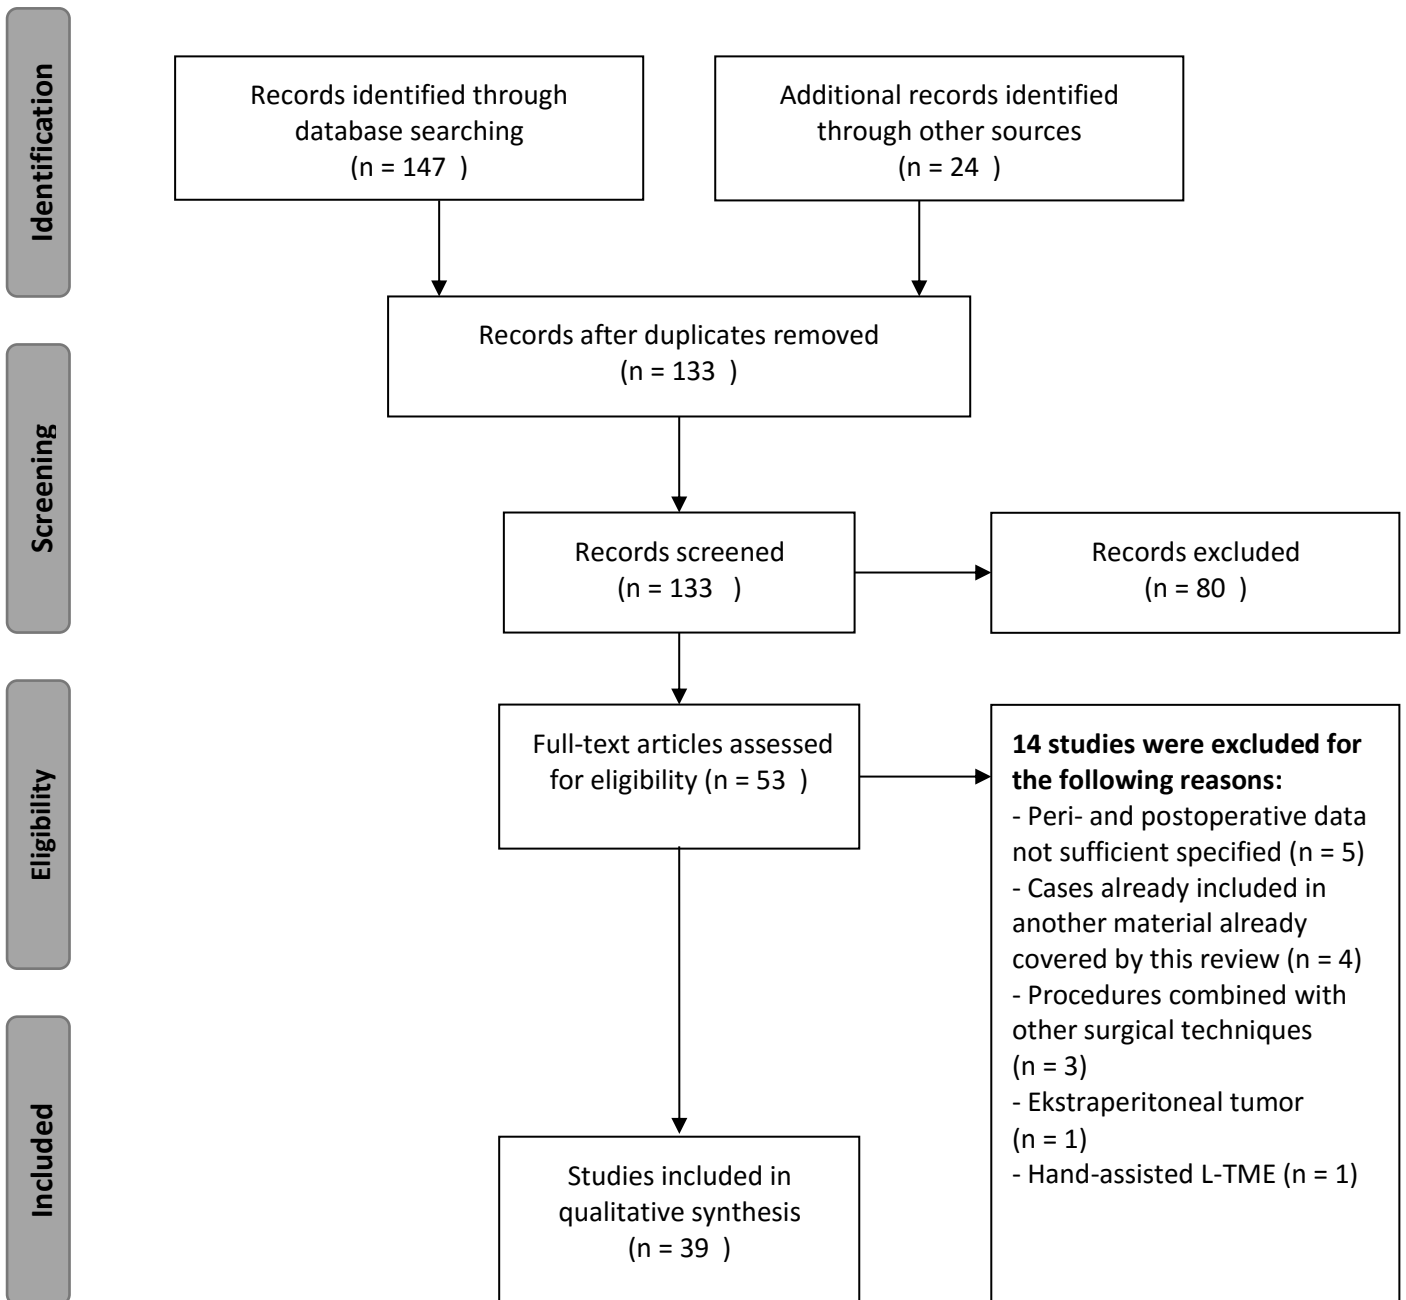 Identification
Records identified through
database searching
(n = 147  )
Additional records identified
through other sources
(n = 24  )
Records after duplicates removed
(n = 133  )
Screening
Records screened
(n = 133   )
Records excluded
(n = 80  )
Eligibility
Full-text articles assessed
for eligibility (n = 53  )
14 studies were excluded for
the following reasons:
- Peri- and postoperative data
not sufficient specified (n = 5)
- Cases already included in
another material already
covered by this review (n = 4)
- Procedures combined with
other surgical techniques
(n = 3)
- Ekstraperitoneal tumor
(n = 1)
- Hand-assisted L-TME (n = 1)
Included
Studies included in
qualitative synthesis
(n = 39  )